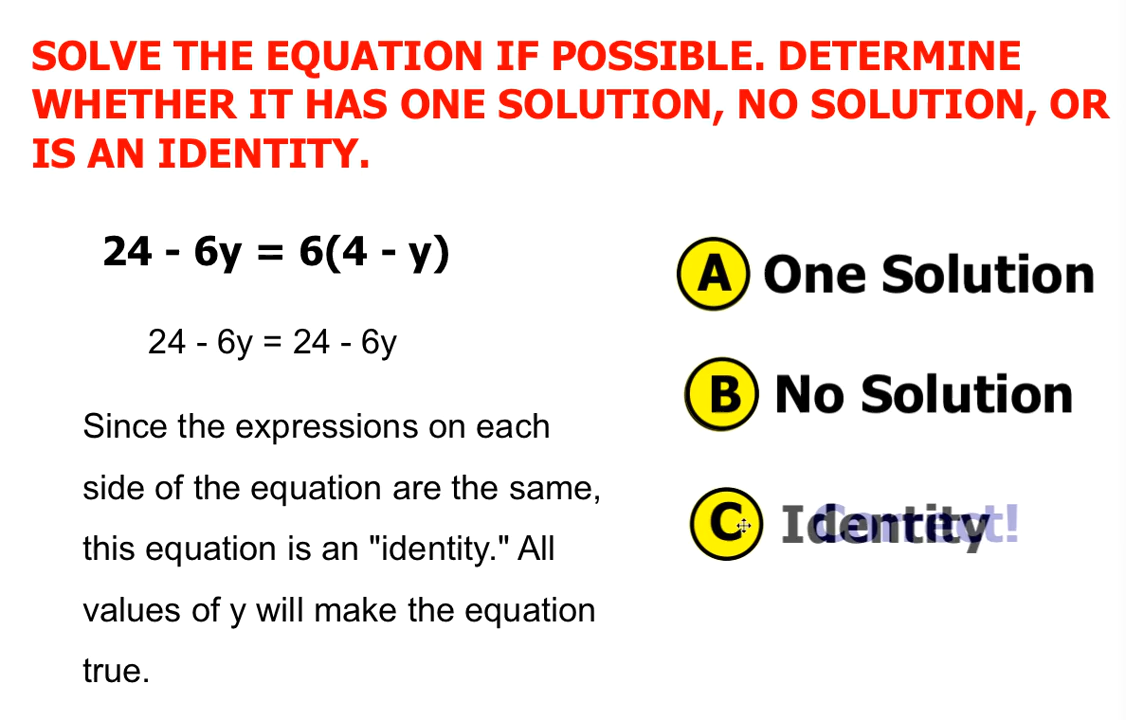 SOLVE THE EQUATION IF POSSIBLE. DETERMINE
WHETHER IT HAS ONE SOLUTION, NO SOLUTION, OR
IS AN IDENTITY.
24 - 6y = 6(4 - y)
24 - 6y = 24 - 6y
Since the expressions on each
side of the equation are the same,
this equation is an "identity." All
values of y will make the equation
true.
A One Solution
B No Solution
C Identity
Correct!